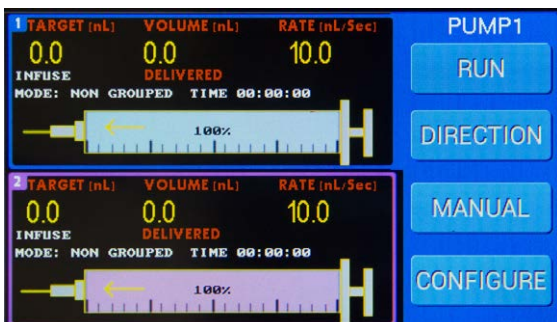 1 TARGET [nL] VOLUME [nL] RATE [nL/Sec]
0.0 0.0 10.0
INFUSE DELIVERED
MODE: NON GROUPED TIME 00:00:00
100%
2 TARGET [nL] VOLUME [nL] RATE [nL/Sec]
0.0 0.0 10.0
INFUSE DELIVERED
MODE: NON GROUPED TIME 00:00:00
100%
PUMP1
RUN
DIRECTION
MANUAL
CONFIGURE